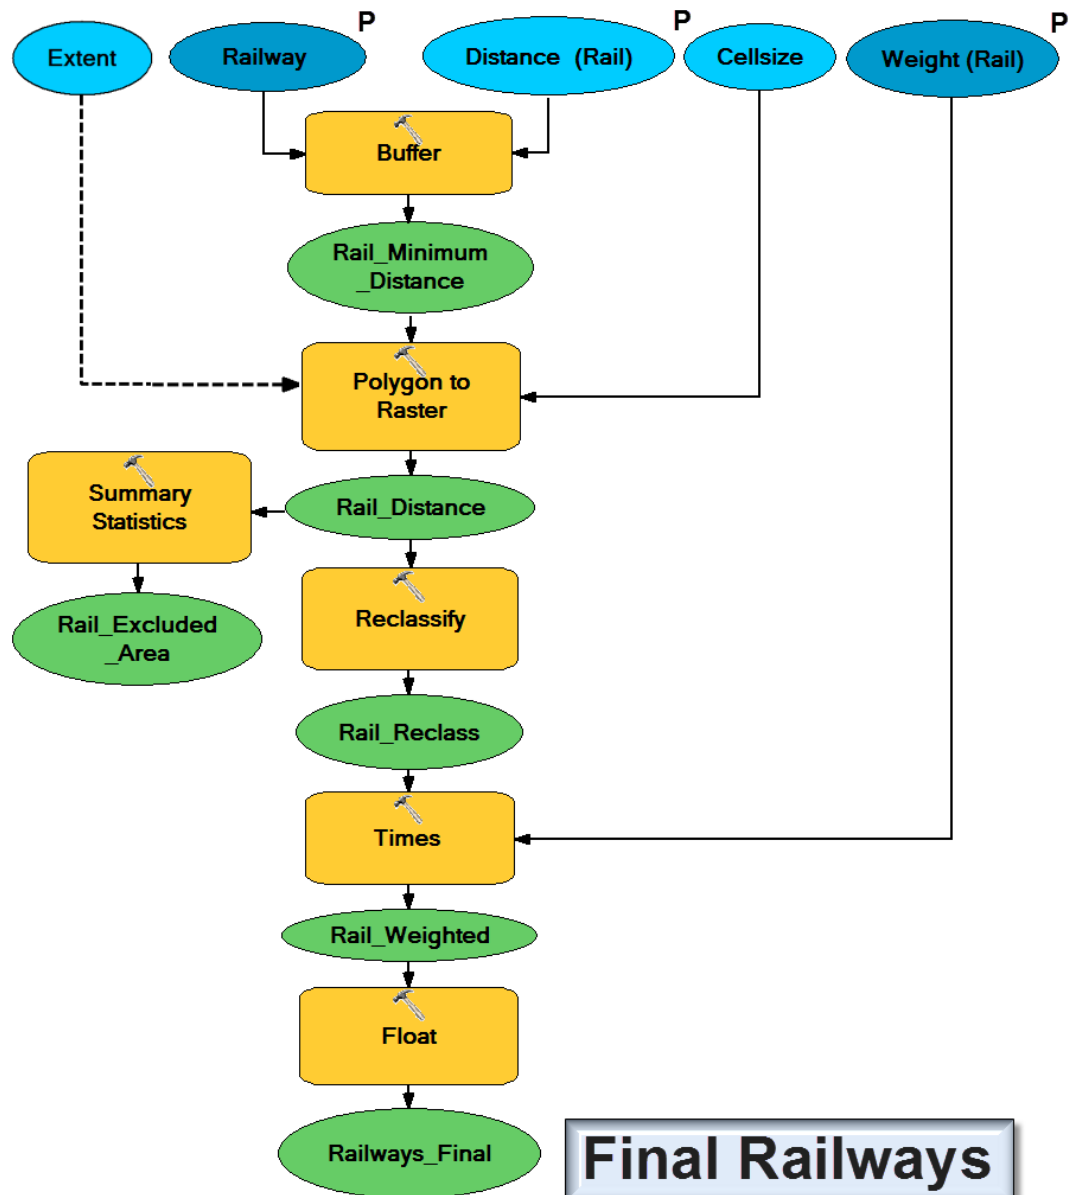 P
P
P
Extent
Railway
Distance (Rail)
Cellsize
Weight (Rail)
Buffer
Rail_Minimum
_Distance
Polygon to
Raster
Summary
Statistics
Rail_Distance
Rail_Excluded
_Area
Reclassify
Rail_Reclass
Times
Rail_Weighted
Float
Railways_Final
Final Railways